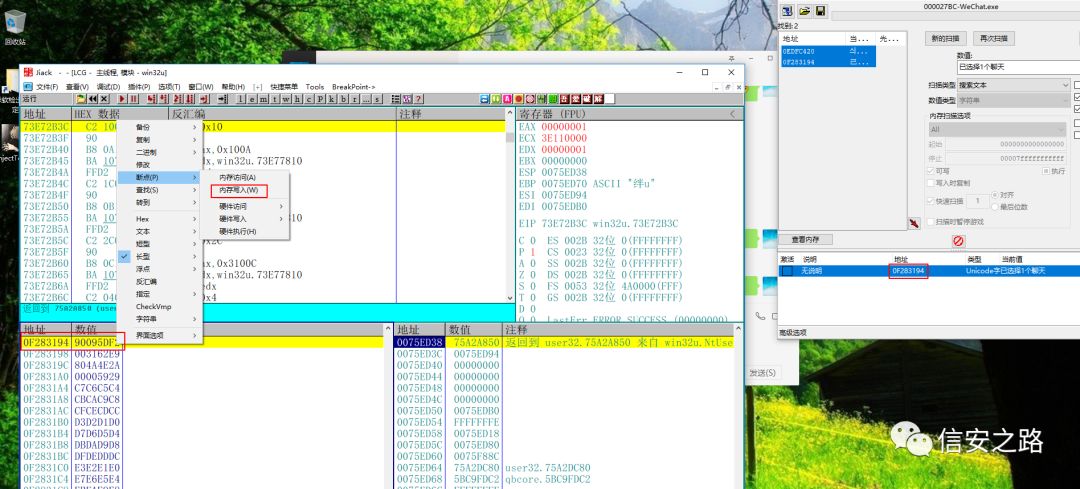 回收站
Jiack - - [LCG - 主线程, 模块 - win32u]
文件(F) 查看(V) 调试(D) 插件(P) 选项(T) 窗口(W) 帮助(H) [+] 快捷菜单 Tools BreakPoint->
运行
l e m t w h c P k b r ... s
地址 HEX 数据 反汇编 注释
73E72B3C C2 100
73E72B3F 90
73E72B40 B8 0A ax,0x100A
73E72B45 BA 107 dx,win32u.73E77810
73E72B4A FFD2
73E72B4C C2 1C0
73E72B4F 90
73E72B50 B8 0B
73E72B55 BA 107
73E72B5A FFD2
73E72B5C C2 2C0 0x2C
73E72B5F 90
73E72B60 B8 0C ax,0x3100C
73E72B65 BA 107 dx,win32u.73E77810
73E72B6A FFD2 edx
73E72B6C C2 040 0x4
返回到 75A2A850 (user
备份
复制
二进制
修改
断点(P)
查找(S)
转到
Hex
文本
短型
长型
浮点
反汇编
指定
CheckVmp
字符串
界面选项
内存访问(A)
内存写入(W)
硬件访问
硬件写入
硬件执行(H)
寄存器 (FPU)
EAX 00000001
ECX 3E110000
EDX 00000001
EBX 00000000
ESP 0075ED38
EBP 0075ED70 ASCII "绊u"
ESI 0075ED94
EDI 0075EDB0
EIP 73E72B3C win32u.73E72B3C
C 0 ES 002B 32位 0(FFFFFFFF)
P 1 CS 0023 32位 0(FFFFFFFF)
A 0 SS 002B 32位 0(FFFFFFFF)
Z 0 DS 002B 32位 0(FFFFFFFF)
S 0 FS 0053 32位 4A0000(FFF)
T 0 GS 002B 32位 0(FFFFFFFF)
D 0
O 0 LastErr ERROR_SUCCESS (00000000)
地址 数值
0F283194 90095DF2
0F283198 003162E9
0F28319C 804A4E2A
0F2831A0 00005929
0F2831A4 C7C6C5C4
0F2831A8 CBCAC9C8
0F2831AC CFCECDCC
0F2831B0 D3D2D1D0
0F2831B4 D7D6D5D4
0F2831B8 DBDAD9D8
0F2831BC DFDEDDDC
0F2831C0 E3E2E1E0
0F2831C4 E7E6E5E4
地址 数值 注释
0075ED38 75A2A850 返回到 user32.75A2A850 来自 win32u.NtUse
0075ED3C 0075ED94
0075ED40 00000000
0075ED44 00000000
0075ED48 00000000
0075ED4C 00000000
0075ED50 0075EDB0
0075ED54 FFFFFFFE
0075ED58 0075ED18
0075ED5C 0075ED80
0075ED60 0075F88C
0075ED64 75A2DC80 user32.75A2DC80
0075ED68 5BC9FDC2 qbcore.5BC9FDC2
发送(S)
000027BC-WeChat.exe
找到:2
地址 当... 先...
0EDFC420
0F283194 已...
新的扫描 再次扫描
数值:
已选择1个聊天
扫描类型 搜索文本
数值类型 字符串
内存扫描选项
All
起始 0000000000000000
停止 00007fffffffffff
可写 执行
写入时复制
快速扫描 1 对齐
最后位数
扫描时暂停游戏
查看内存
激活 说明 地址 类型 当前值
无说明 0F283194 Unicode字 已选择1个聊天
高级选项
信安之路